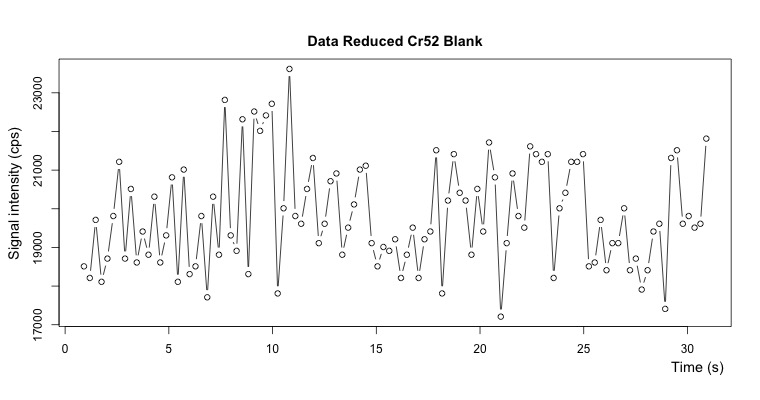 Data Reduced Cr52 Blank
Signal intensity (cps)
23000
21000
19000
17000
0 5 10 15 20 25 30
Time (s)